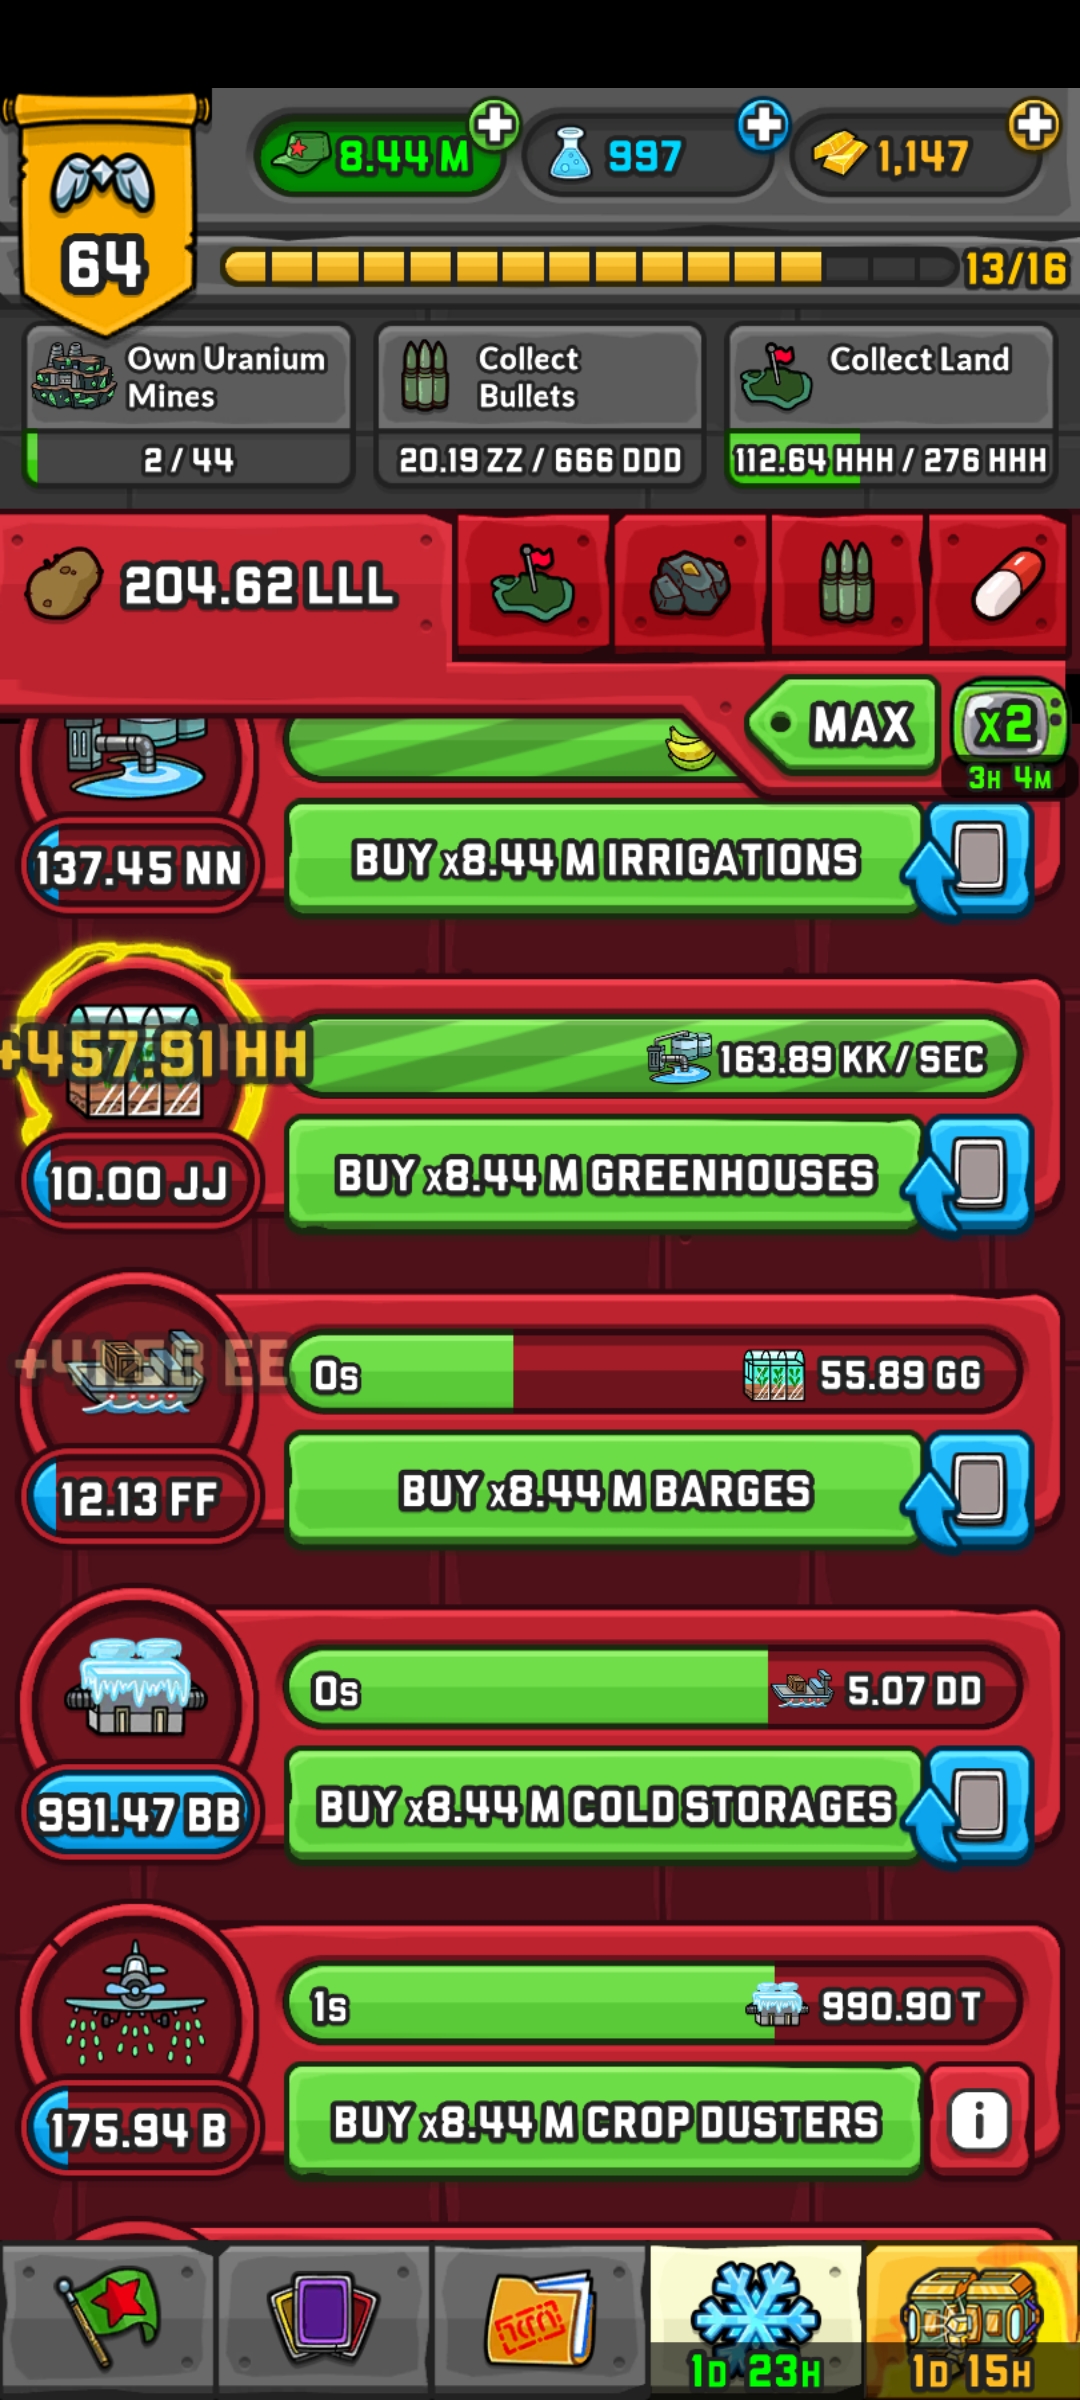 64
8.44 M
997
1,147
13/16
Own Uranium
Mines
2 / 44
Collect
Bullets
20.19 ZZ / 666 DDD
Collect Land
112.64 HHH / 276 HHH
204.62 LLL
MAX
x2
3H 4M
137.45 NN
BUY x8.44 M IRRIGATIONS
+457.91 HH
163.89 KK / SEC
10.00 JJ
BUY x8.44 M GREENHOUSES
0s
55.89 GG
12.13 FF
BUY x8.44 M BARGES
0s
5.07 DD
991.47 BB
BUY x8.44 M COLD STORAGES
1s
990.90 T
175.94 B
BUY x8.44 M CROP DUSTERS
i
1D 23H
1D 15H